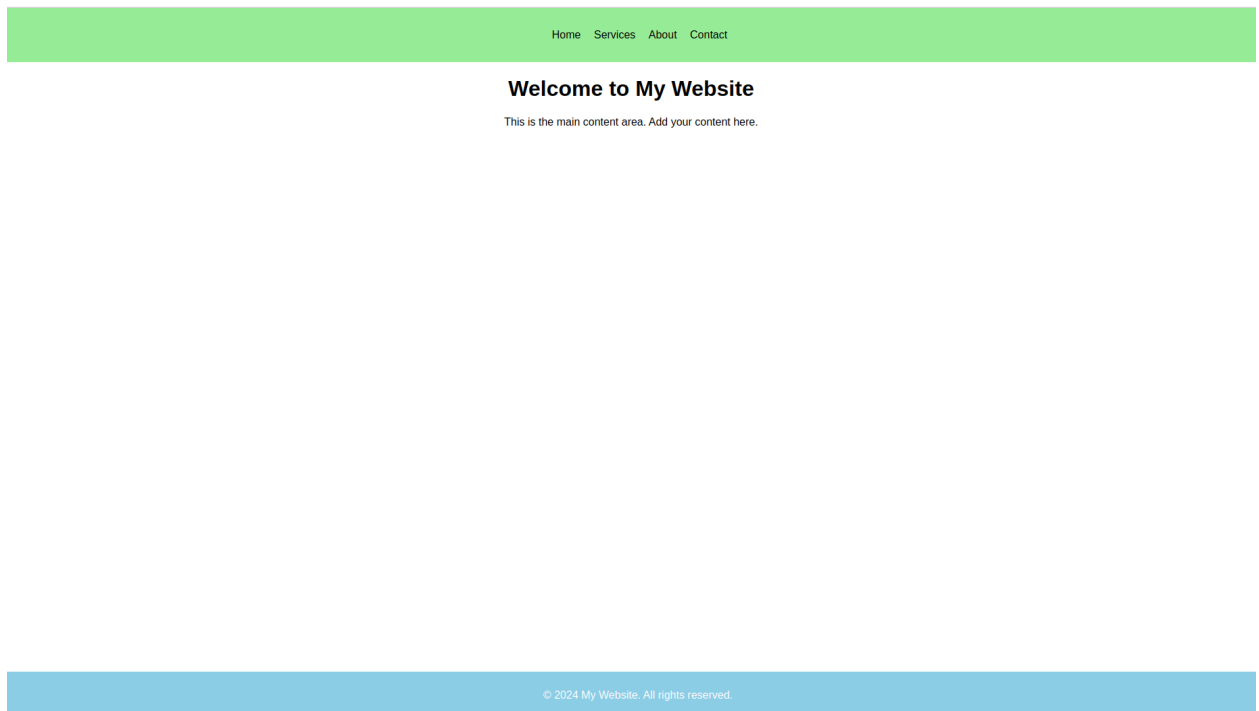 Home Services About Contact
Welcome to My Website
This is the main content area. Add your content here.
© 2024 My Website. All rights reserved.